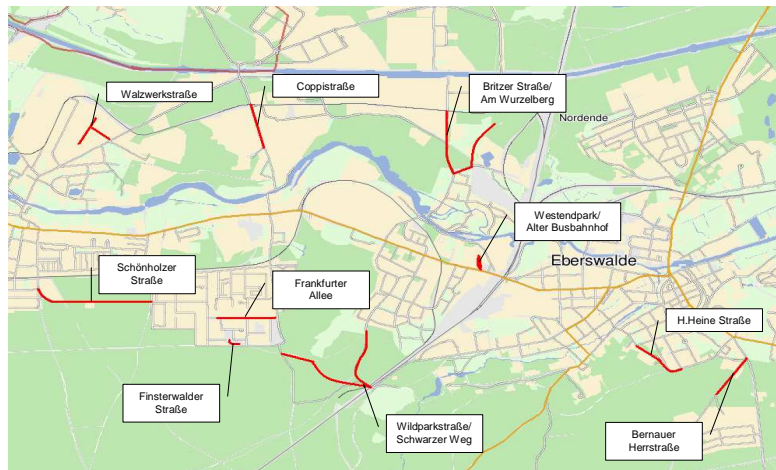 Walzwerkstraße
Coppistraße
Britzer Straße/
Am Wurzelberg
Nordende
Westendpark/
Alter Busbahnhof
Eberswalde
Schönholzer
Straße
Frankfurter
Allee
H.Heine Straße
Finsterwalder
Straße
Wildparkstraße/
Schwarzer Weg
Bernauer
Herrstraße